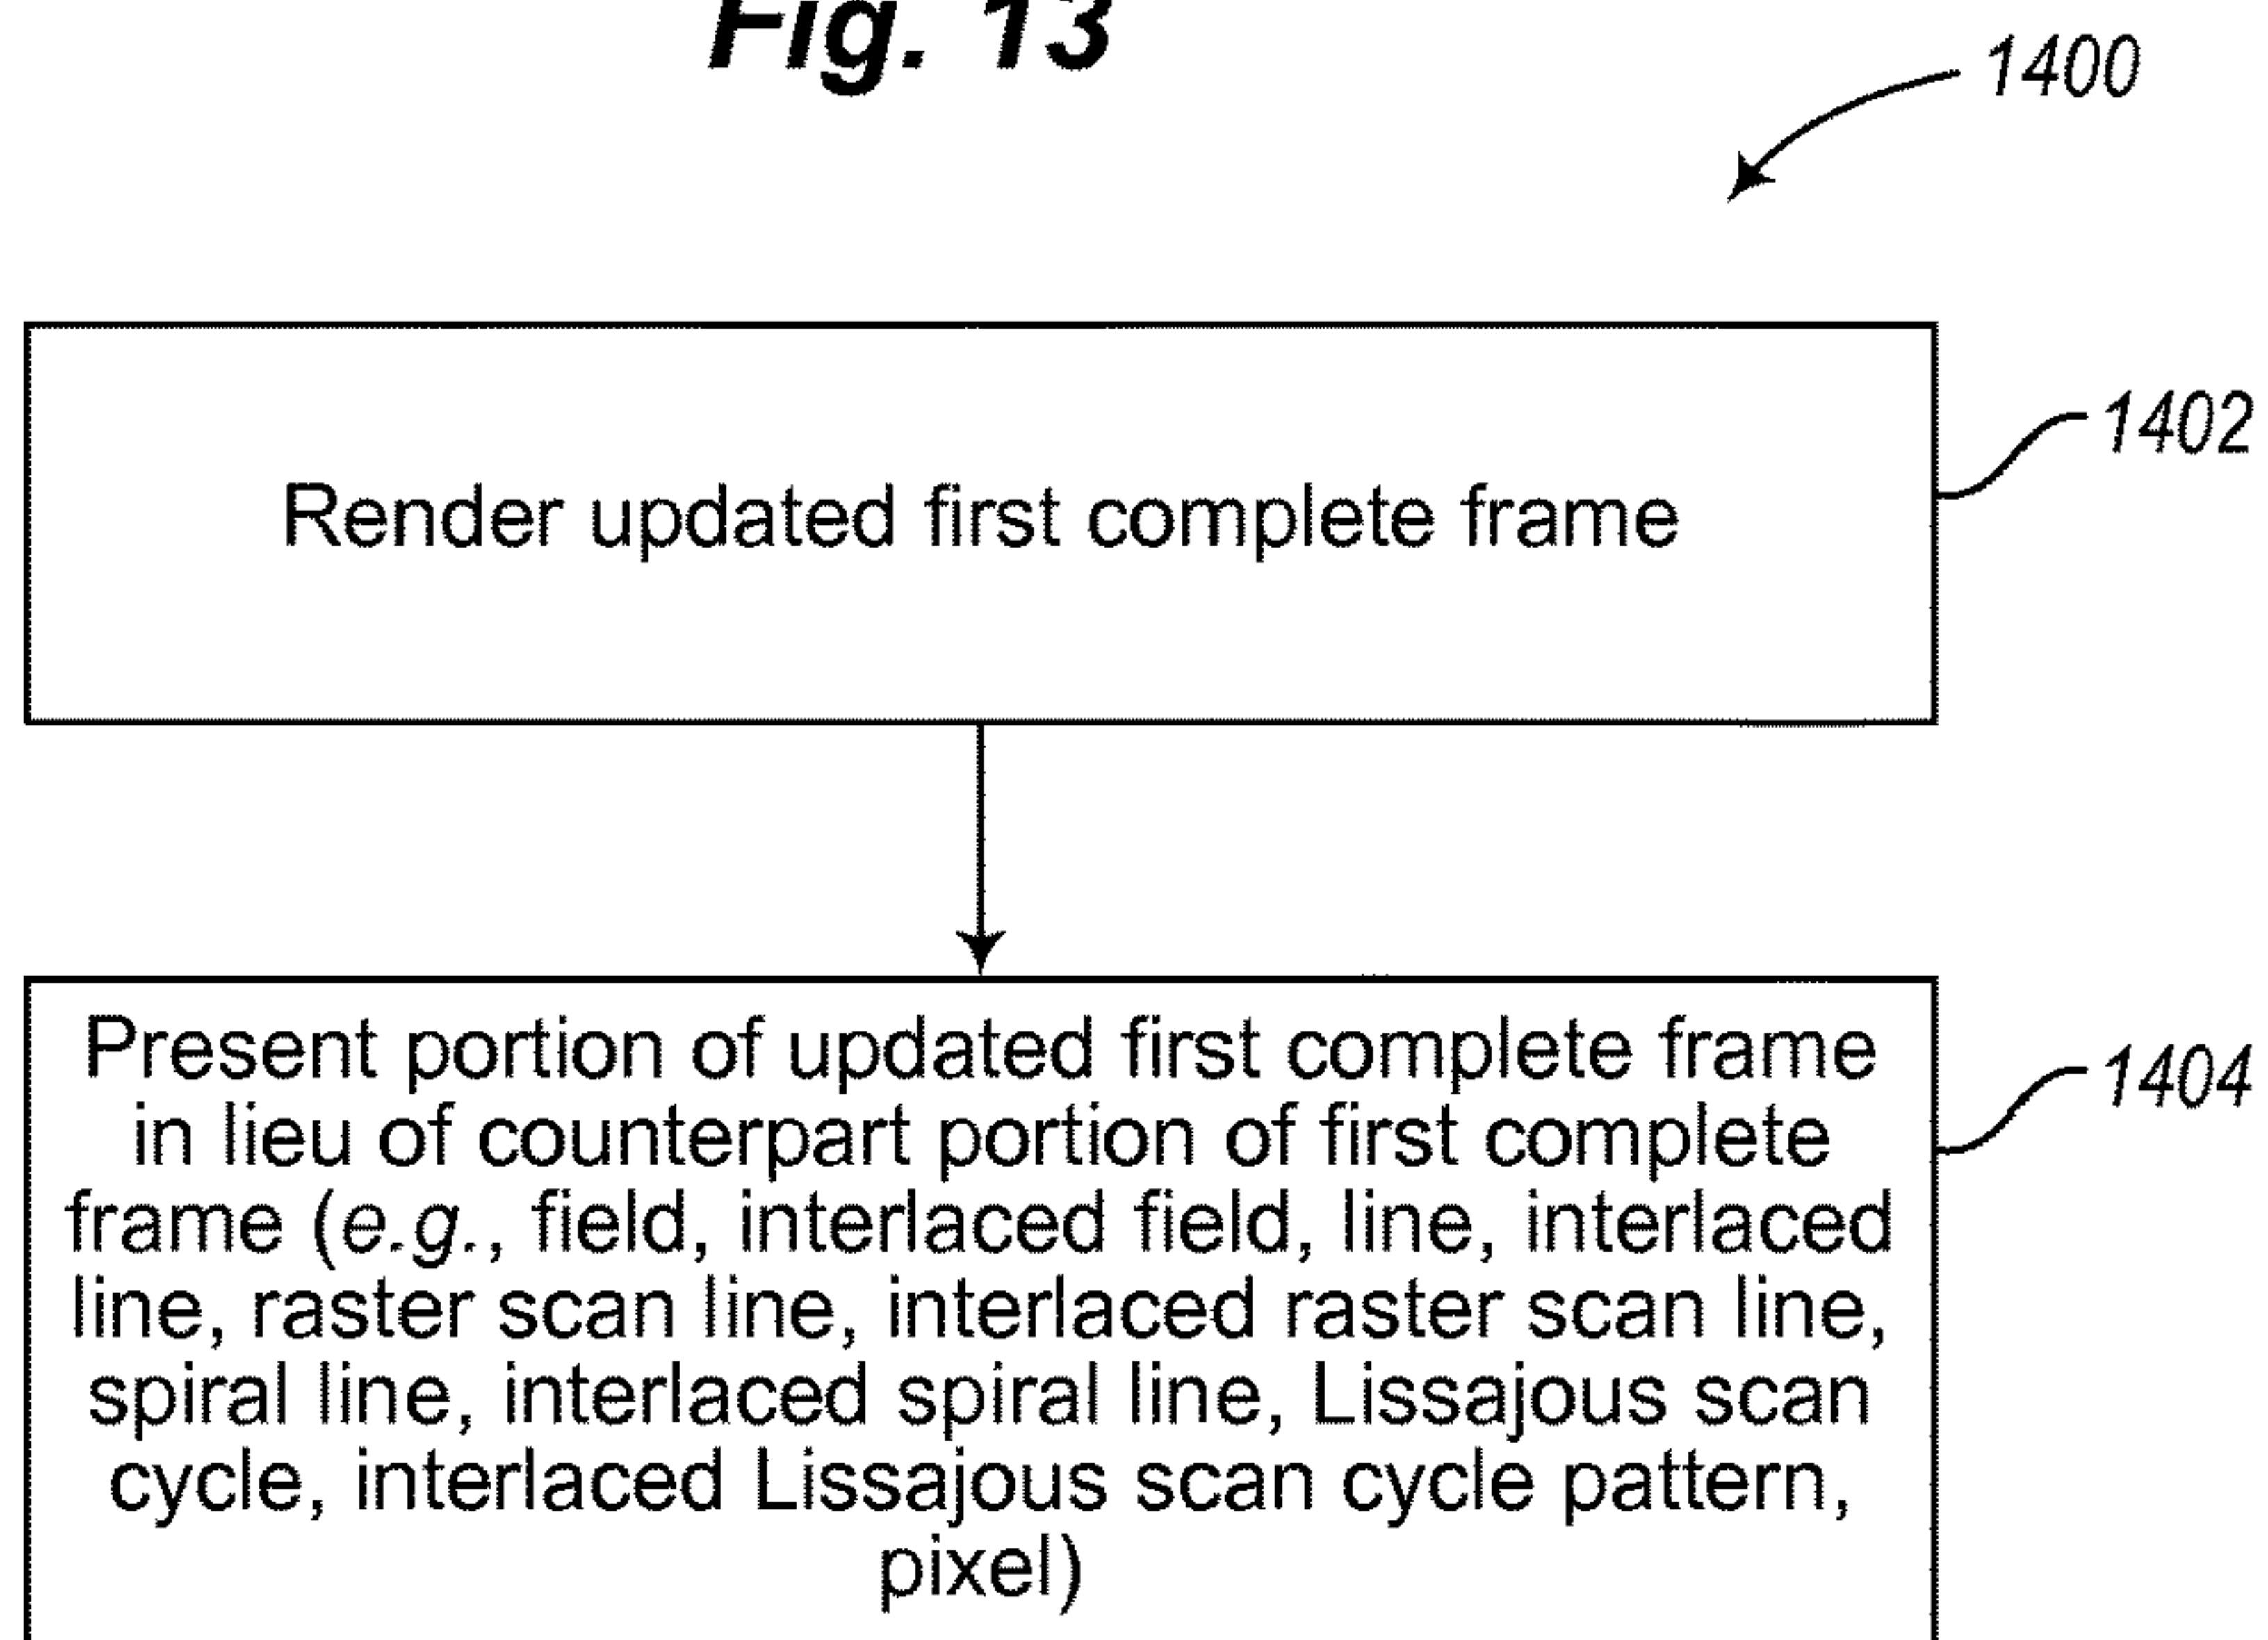 Fig. 13
1400
Render updated first complete frame
1402
Present portion of updated first complete frame
in lieu of counterpart portion of first complete
frame (e.g., field, interlaced field, line, interlaced
line, raster scan line, interlaced raster scan line,
spiral line, interlaced spiral line, Lissajous scan
cycle, interlaced Lissajous scan cycle pattern,
pixel)
1404